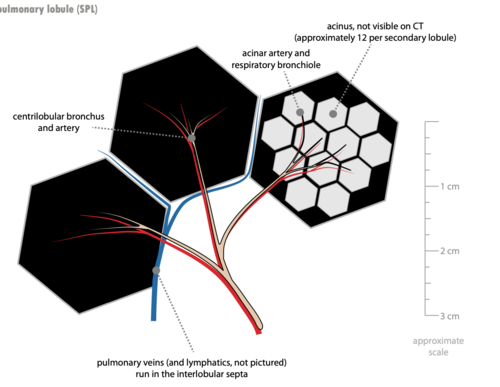 pulmonary lobule (SPL)
acinus, not visible on CT
(approximately 12 per secondary lobule)
acinar artery and
respiratory bronchiole
centrilobular bronchus
and artery
1 cm
2 cm
3 cm
approximate
scale
pulmonary veins (and lymphatics, not pictured)
run in the interlobular septa